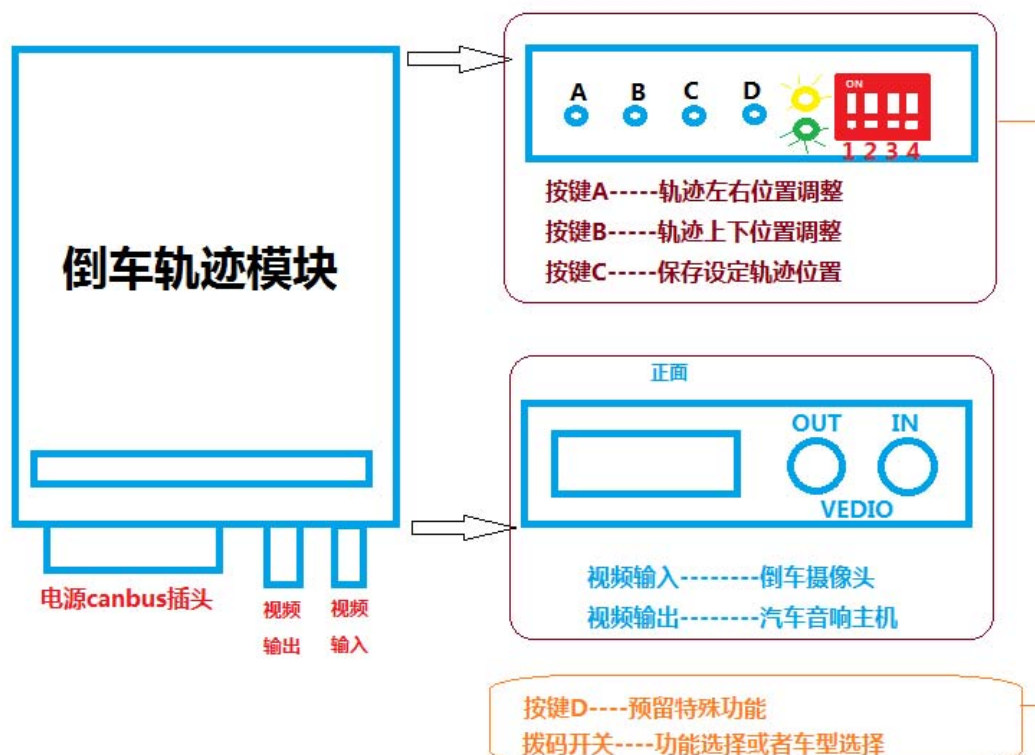 倒车轨迹模块
电源canbus插头
视频
输出
视频
输入
A B C D
ON
1 2 3 4
按键A-----轨迹左右位置调整
按键B-----轨迹上下位置调整
按键C-----保存设定轨迹位置
正面
OUT IN
VEDIO
视频输入--------倒车摄像头
视频输出-------汽车音响主机
按键D----预留特殊功能
拨码开关----功能选择或者车型选择